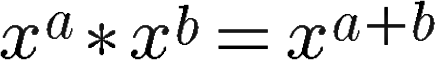 x^a * x^b = x^{a+b}